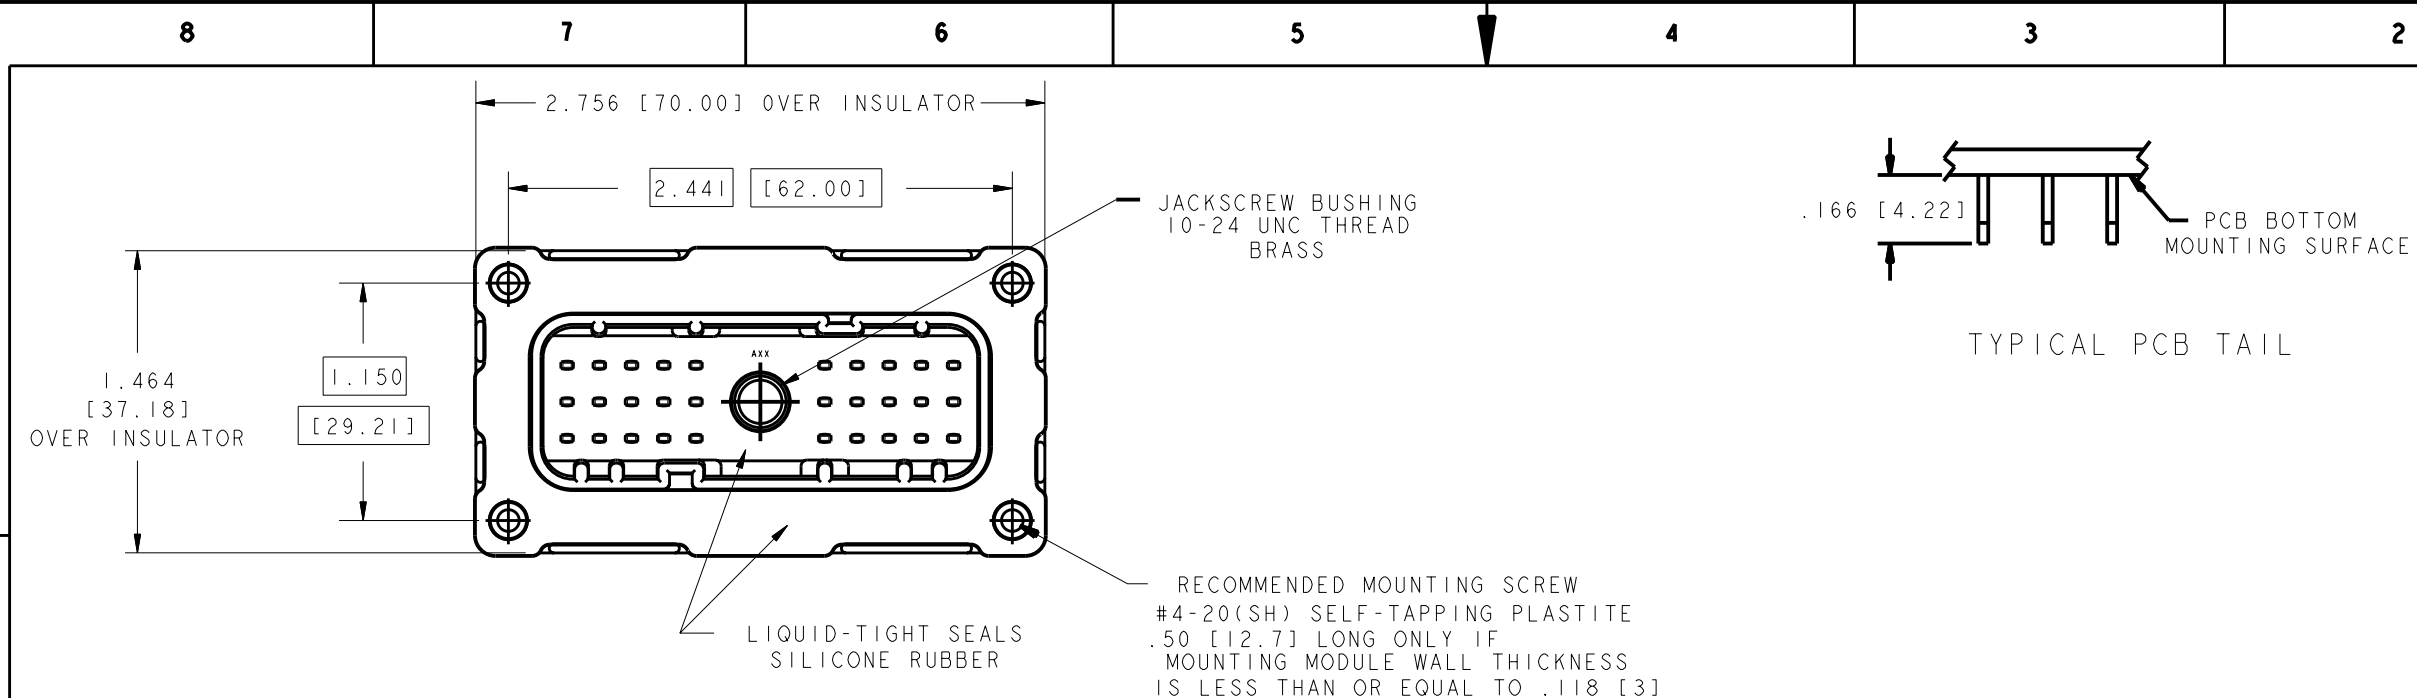 8 7 6 5 4 3 2
2.756 [70.00] OVER INSULATOR
2.441 [62.00]
JACKSCREW BUSHING
10-24 UNC THREAD
BRASS
.166 [4.22]
PCB BOTTOM
MOUNTING SURFACE
TYPICAL PCB TAIL
AXX
1.464
[37.18]
OVER INSULATOR
1.150
[29.21]
LIQUID-TIGHT SEALS
SILICONE RUBBER
RECOMMENDED MOUNTING SCREW
#4-20(SH) SELF-TAPPING PLASTITE
.50 [12.7] LONG ONLY IF
MOUNTING MODULE WALL THICKNESS
IS LESS THAN OR EQUAL TO .118 [3]